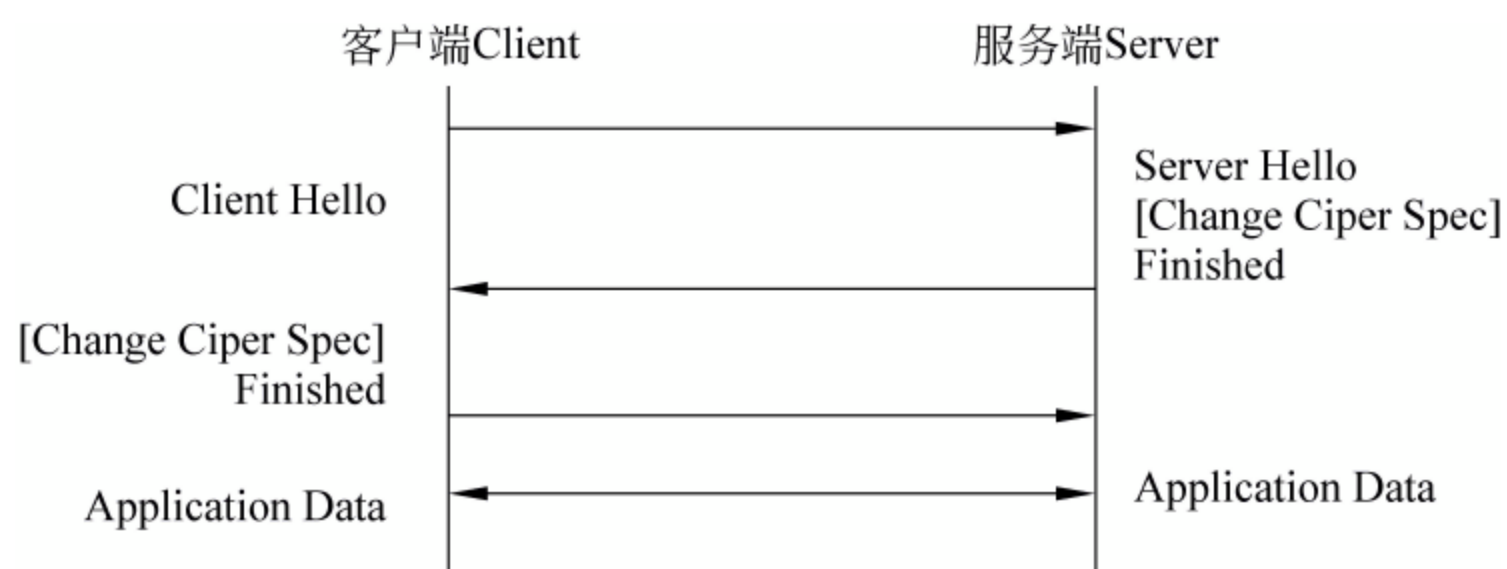 客户端Client
服务端Server
Client Hello
Server Hello
[Change Ciper Spec]
Finished
[Change Ciper Spec]
Finished
Application Data
Application Data